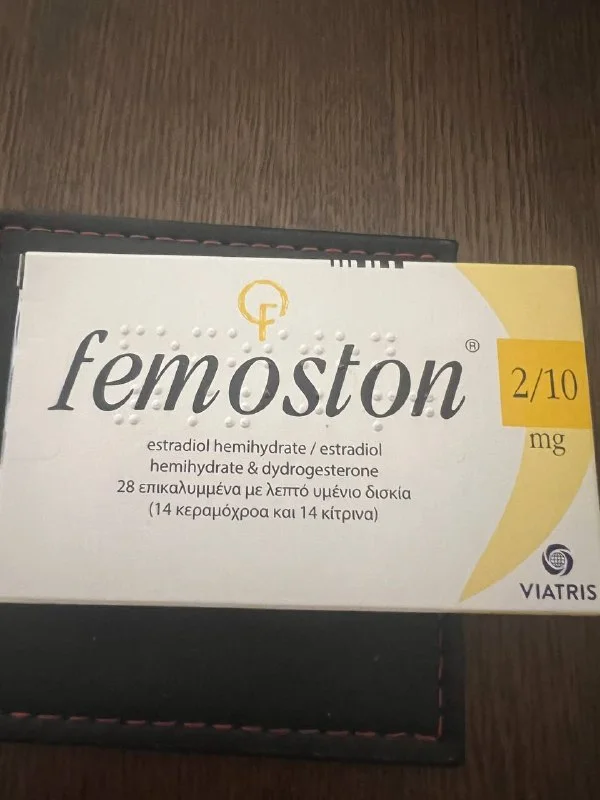 femoston®
2/10
mg
estradiol hemihydrate / estradiol
hemihydrate & dydrogesterone
28 επικαλυμμένα με λεπτό υμένιο δισκία
(14 κεραμόχροα και 14 κίτρινα)
VIATRIS